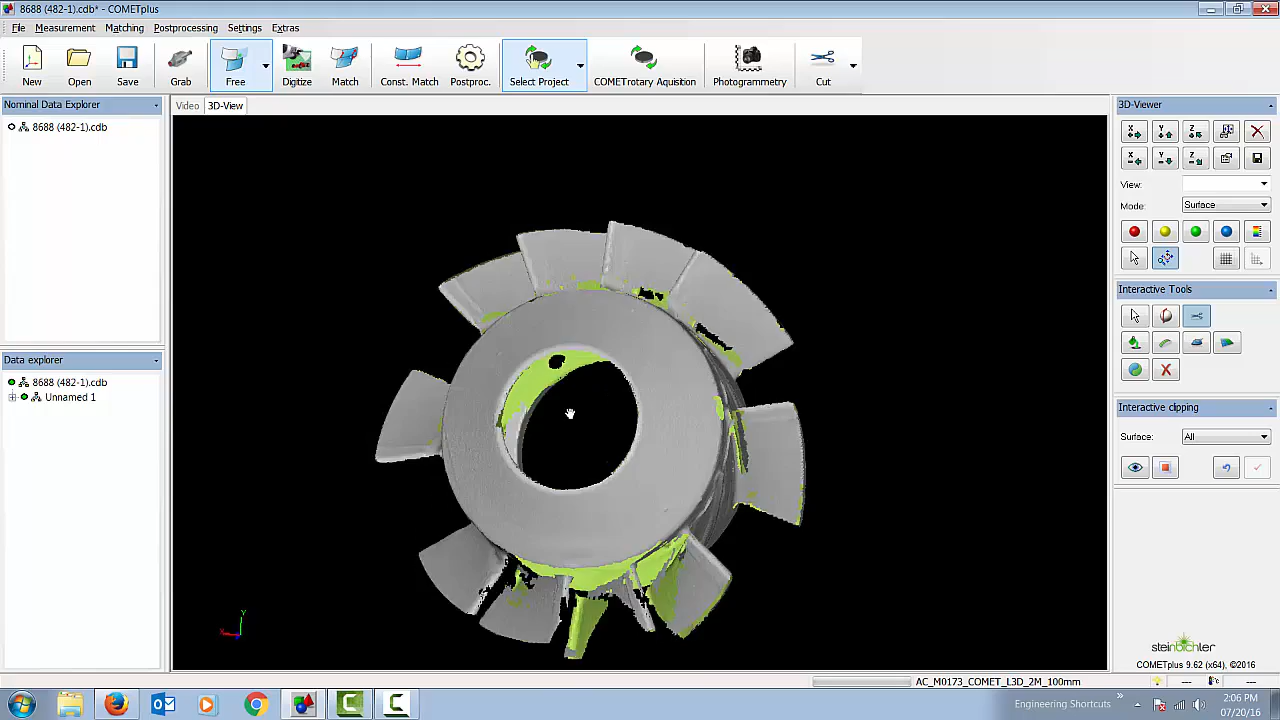 8688 (482-1).cdb* - COMETplus
File Measurement Matching Postprocessing Settings Extras
New Open Save Grab Free Digitize Match Const. Match Postproc. Select Project COMETrotary Aquisition Photogrammetry Cut
Nominal Data Explorer
8688 (482-1).cdb
Data explorer
8688 (482-1).cdb
Unnamed 1
Video 3D-View
Y
X
3D-Viewer
X Y Z
X Y Z
View:
Mode: Surface
Interactive Tools
Interactive clipping
Surface: All
steinbichler
COMETplus 9.62 (x64), ©2016
AC_M0173_COMET_L3D_2M_100mm --- ---
Engineering Shortcuts
2:06 PM
07/20/16